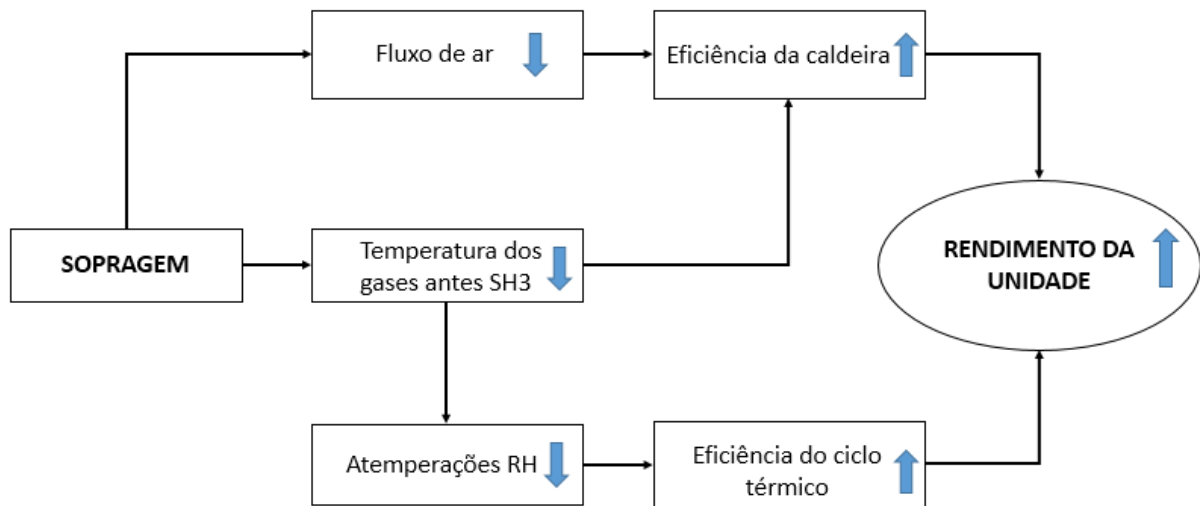 Fluxo de ar
Eficiência da caldeira
SOPRAGEM
Temperatura dos
gases antes SH3
RENDIMENTO DA
UNIDADE
Atemperações RH
Eficiência do ciclo
térmico